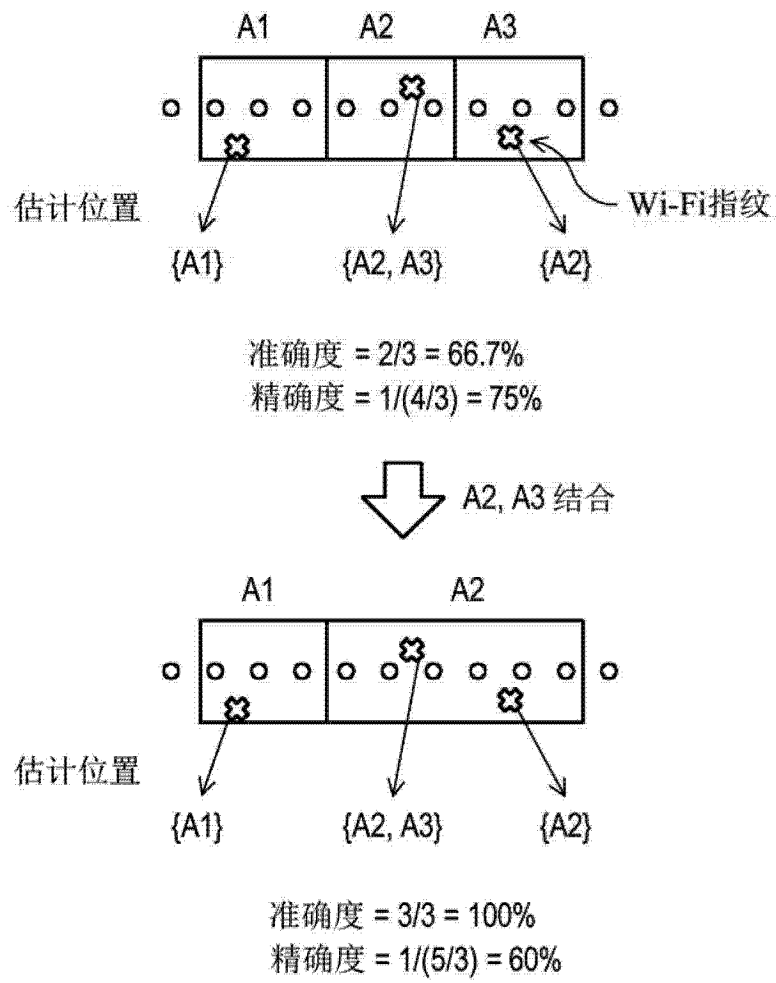 A1 A2 A3
估计位置
Wi-Fi指纹
{A1} {A2, A3} {A2}
准确度 = 2/3 = 66.7%
精确度 = 1/(4/3) = 75%
A2, A3 结合
A1 A2
估计位置
{A1} {A2, A3} {A2}
准确度 = 3/3 = 100%
精确度 = 1/(5/3) = 60%